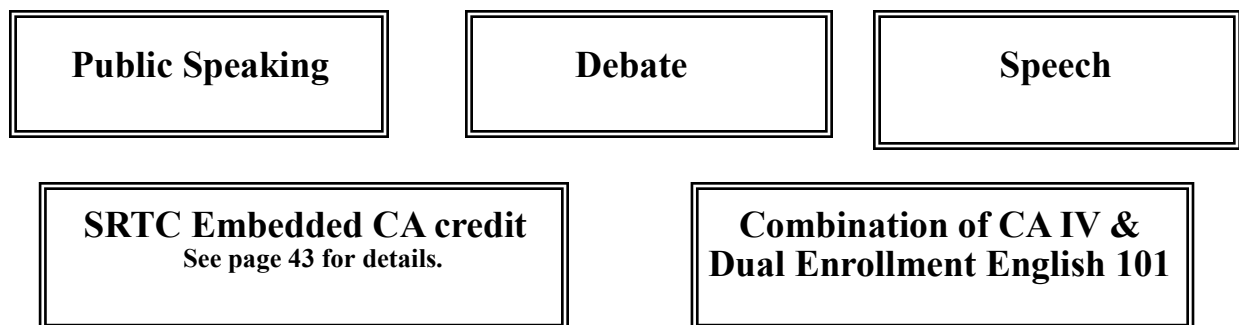 Public Speaking
Debate
Speech
SRTC Embedded CA credit
See page 43 for details.
Combination of CA IV &
Dual Enrollment English 101